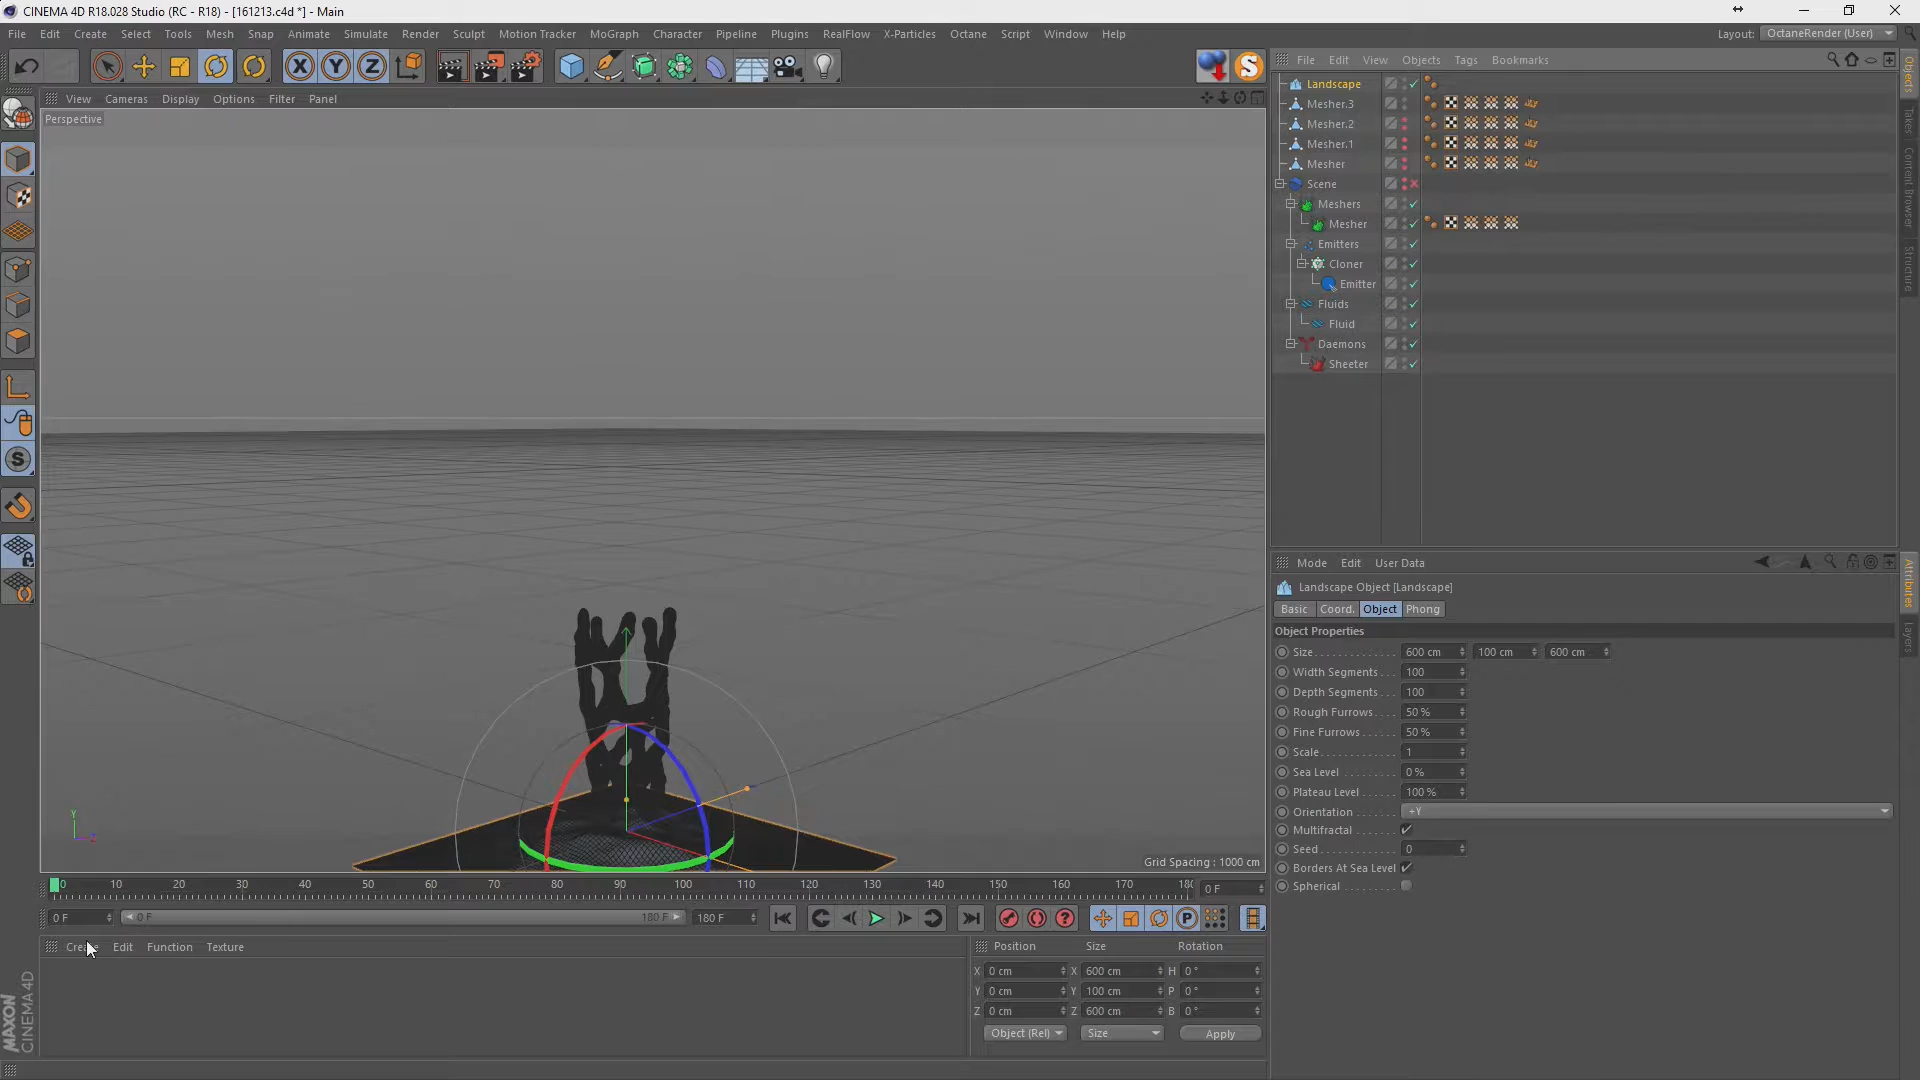 CINEMA 4D R18.028 Studio (RC - R18) - [161213.c4d *] - Main
File Edit Create Select Tools Mesh Snap Animate Simulate Render Sculpt Motion Tracker MoGraph Character Pipeline Plugins RealFlow X-Particles Octane Script Window Help Layout: OctaneRender (User)
X Y Z
File Edit View Objects Tags Bookmarks
View Cameras Display Options Filter Panel
Perspective
Landscape
Mesher.3
Mesher.2
Mesher.1
Mesher
Scene
Meshers
Mesher
Emitters
Cloner
Emitter
Fluids
Fluid
Daemons
Sheeter
Objects
Takes
Content Browser
Structure
Mode Edit User Data
Landscape Object [Landscape]
Basic Coord. Object Phong
Object Properties
Size 600 cm 100 cm 600 cm
Width Segments 100
Depth Segments 100
Rough Furrows 50 %
Fine Furrows 50 %
Scale 1
Sea Level 0 %
Plateau Level 100 %
Orientation +Y
Multifractal
Seed 0
Borders At Sea Level
Spherical
Attributes
Layers
Y
Grid Spacing : 1000 cm
0 10 20 30 40 50 60 70 80 90 100 110 120 130 140 150 160 170 180 0 F
0 F 0 F 180 F 180 F
Create Edit Function Texture
Position Size Rotation
X 0 cm X 600 cm H 0 °
Y 0 cm Y 100 cm P 0 °
Z 0 cm Z 600 cm B 0 °
Object (Rel) Size Apply
MAXON
CINEMA 4D